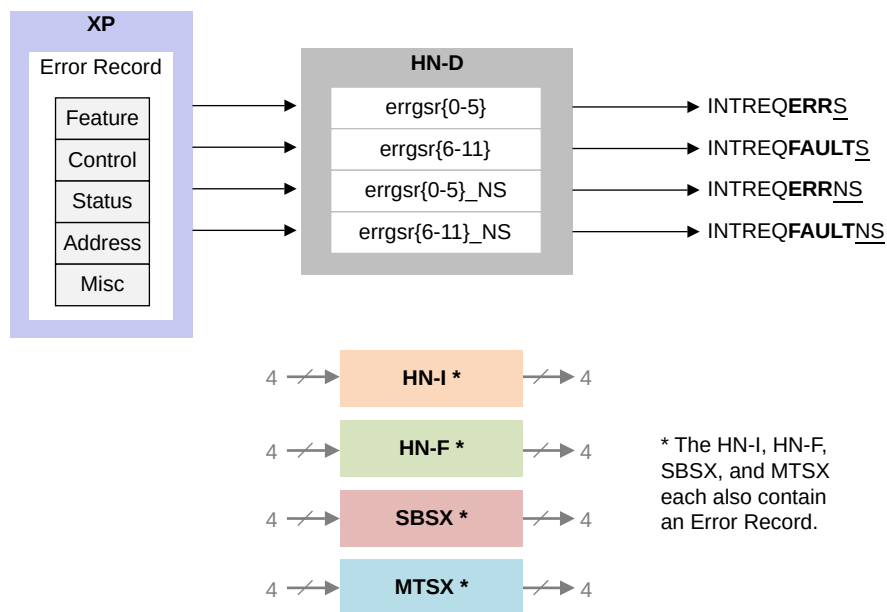 XP
Error Record
Feature
Control
Status
Address
Misc
HN-D
errgsr{0-5}
errgsr{6-11}
errgsr{0-5}_NS
errgsr{6-11}_NS
INTREQERRS
INTREQFAULTS
INTREQERRNS
INTREQFAULTNS
4 HN-I * 4
4 HN-F * 4
4 SBSX * 4
4 MTSX * 4
* The HN-I, HN-F,
SBSX, and MTSX
each also contain
an Error Record.